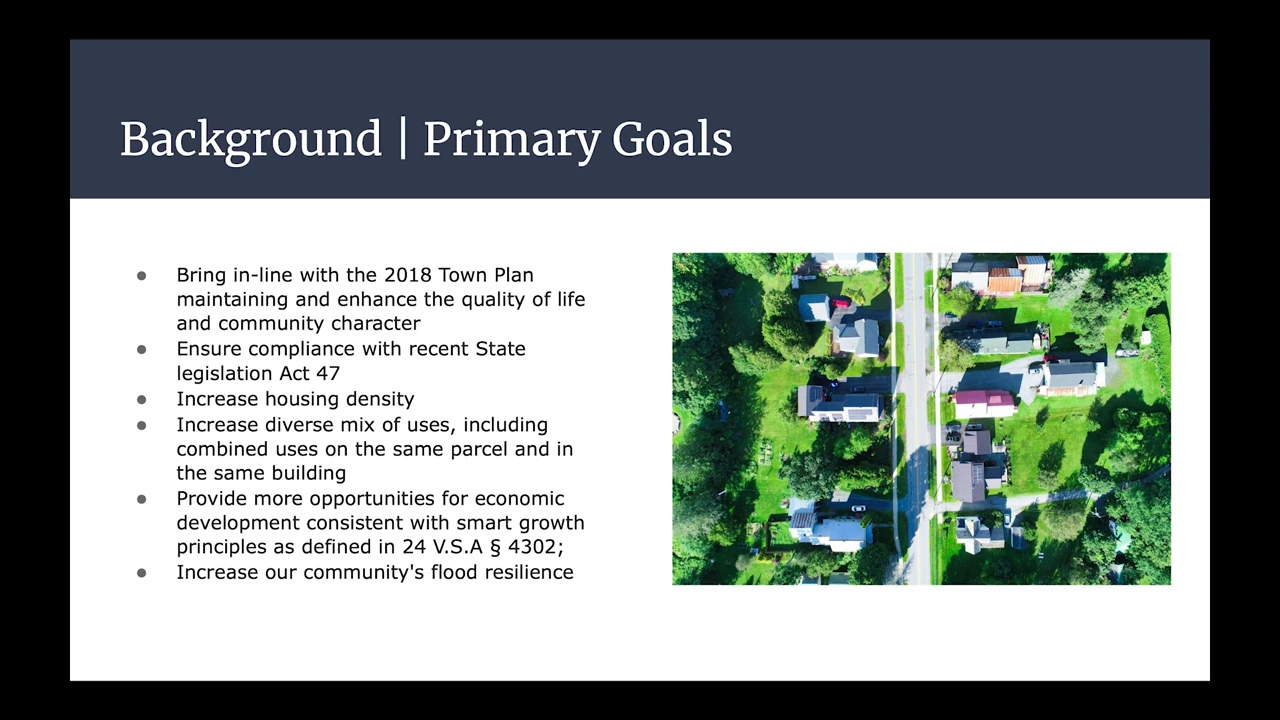 Background | Primary Goals
● Bring in-line with the 2018 Town Plan
maintaining and enhance the quality of life
and community character
● Ensure compliance with recent State
legislation Act 47
● Increase housing density
● Increase diverse mix of uses, including
combined uses on the same parcel and in
the same building
● Provide more opportunities for economic
development consistent with smart growth
principles as defined in 24 V.S.A § 4302;
● Increase our community's flood resilience